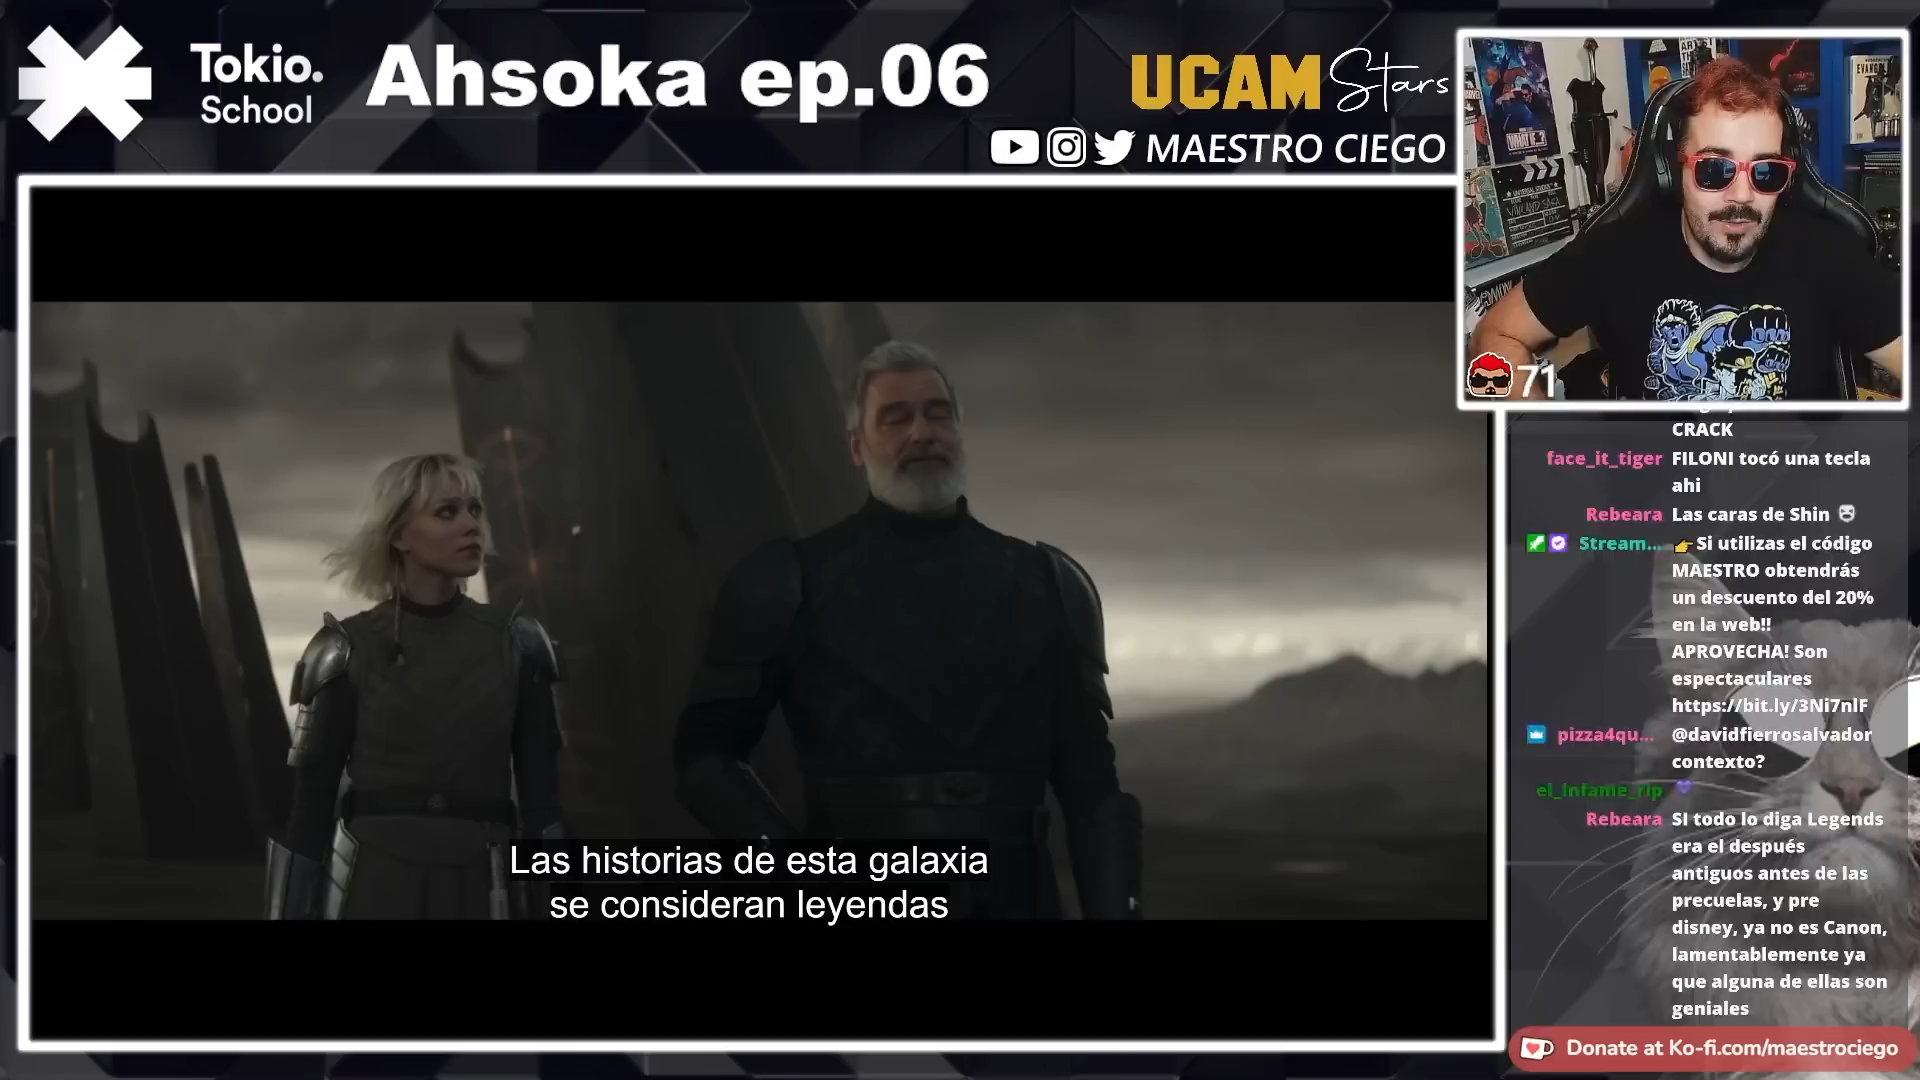 Tokio.
School
Ahsoka ep.06
UCAM Stars
MAESTRO CIEGO
WHAT IF..?
71
CRACK
face_it_tiger FILONI tocó una tecla
ahi
Rebeara Las caras de Shin
Stream... Si utilizas el código
MAESTRO obtendrás
un descuento del 20%
en la web!!
APROVECHA! Son
espectaculares
https://bit.ly/3Ni7nlF
pizza4qu... @davidfierrosalvador
contexto?
el_infame_rip
Rebeara SI todo lo diga Legends
era el después
antiguos antes de las
precuelas, y pre
disney, ya no es Canon,
lamentablemente ya
que alguna de ellas son
geniales
Las historias de esta galaxia
se consideran leyendas
Donate at Ko-fi.com/maestrociego